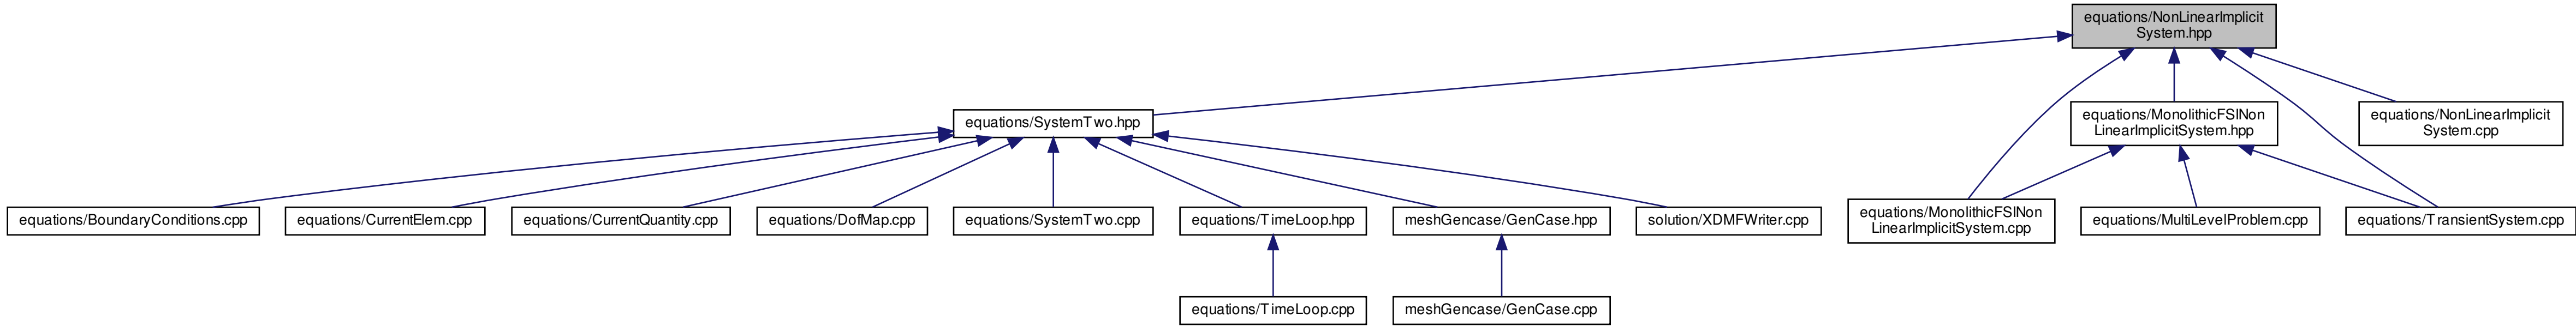 equations/NonLinearImplicit
System.hpp
equations/SystemTwo.hpp
equations/MonolithicFSINon
LinearImplicitSystem.hpp
equations/NonLinearImplicit
System.cpp
equations/BoundaryConditions.cpp
equations/CurrentElem.cpp
equations/CurrentQuantity.cpp
equations/DofMap.cpp
equations/SystemTwo.cpp
equations/TimeLoop.hpp
meshGencase/GenCase.hpp
solution/XDMFWriter.cpp
equations/MonolithicFSINon
LinearImplicitSystem.cpp
equations/MultiLevelProblem.cpp
equations/TransientSystem.cpp
equations/TimeLoop.cpp
meshGencase/GenCase.cpp